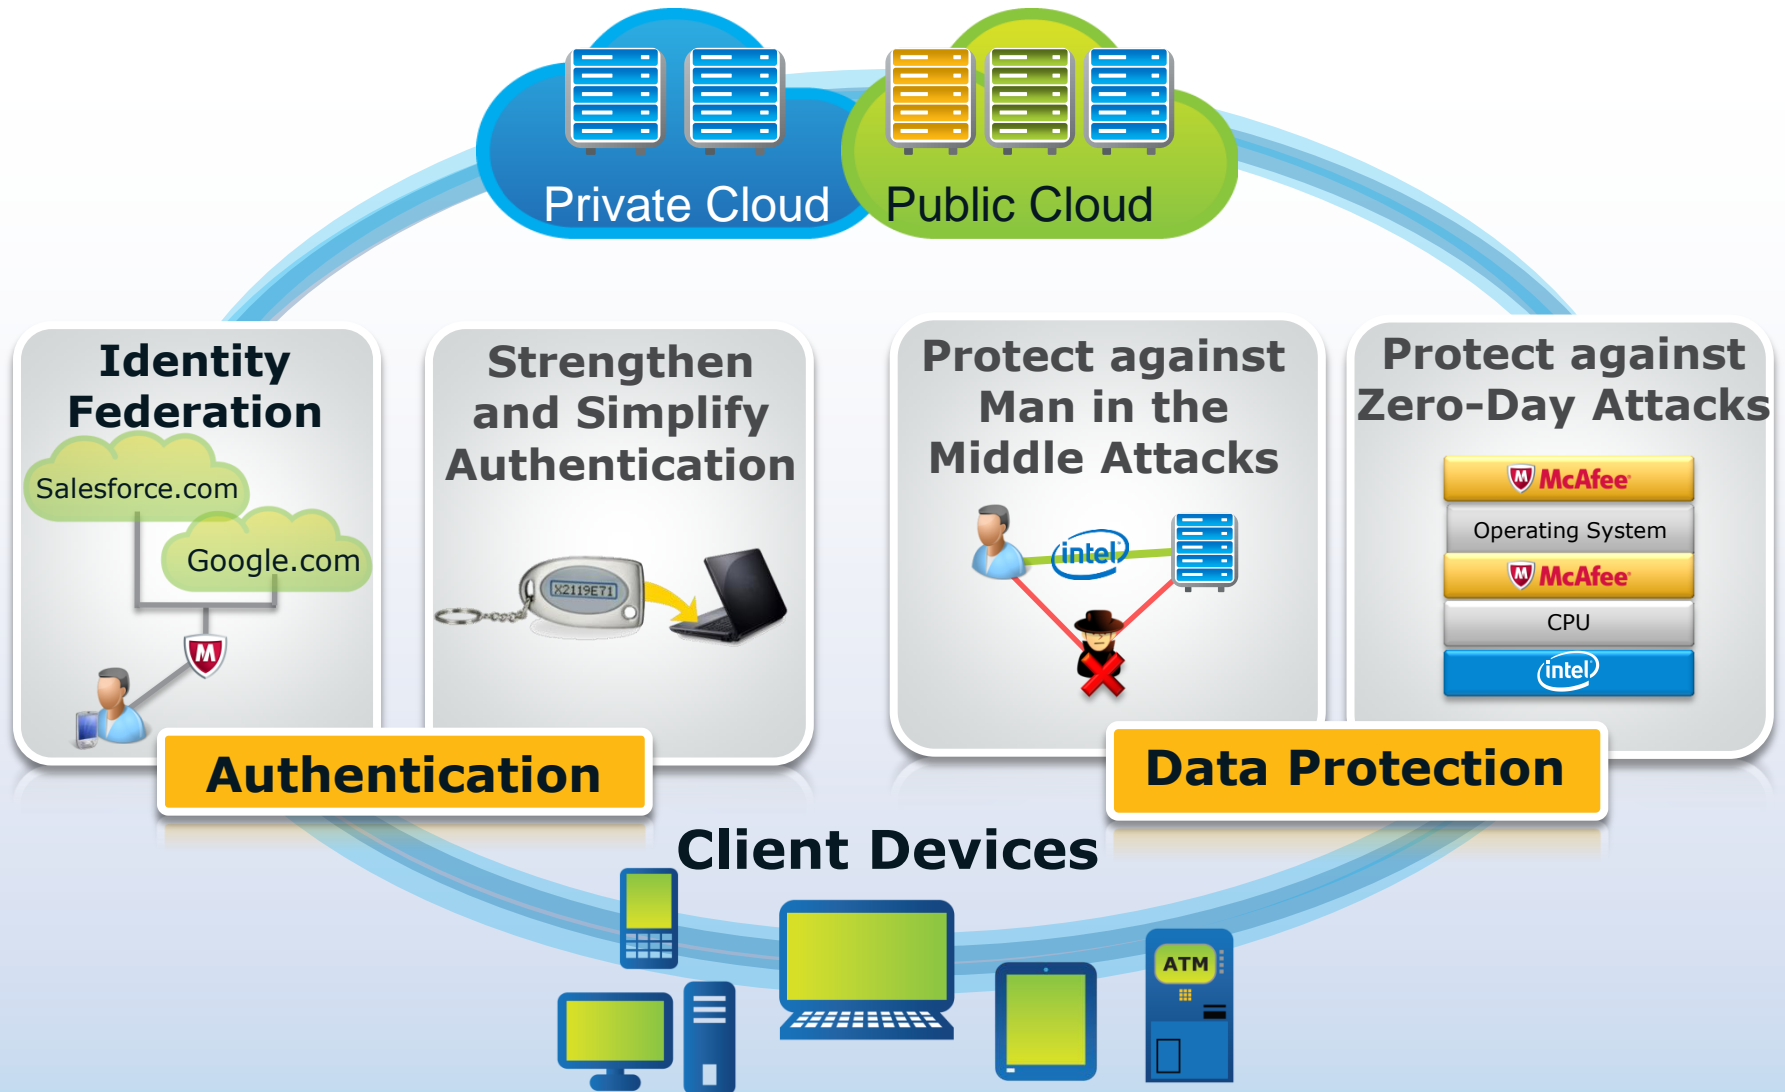 Private Cloud
Public Cloud
Identity
Federation
Salesforce.com
Google.com
M
Strengthen
and Simplify
Authentication
X2119E71
Protect against
Man in the
Middle Attacks
intel
Protect against
Zero-Day Attacks
M McAfee
Operating System
M McAfee
CPU
intel
Authentication
Data Protection
Client Devices
ATM